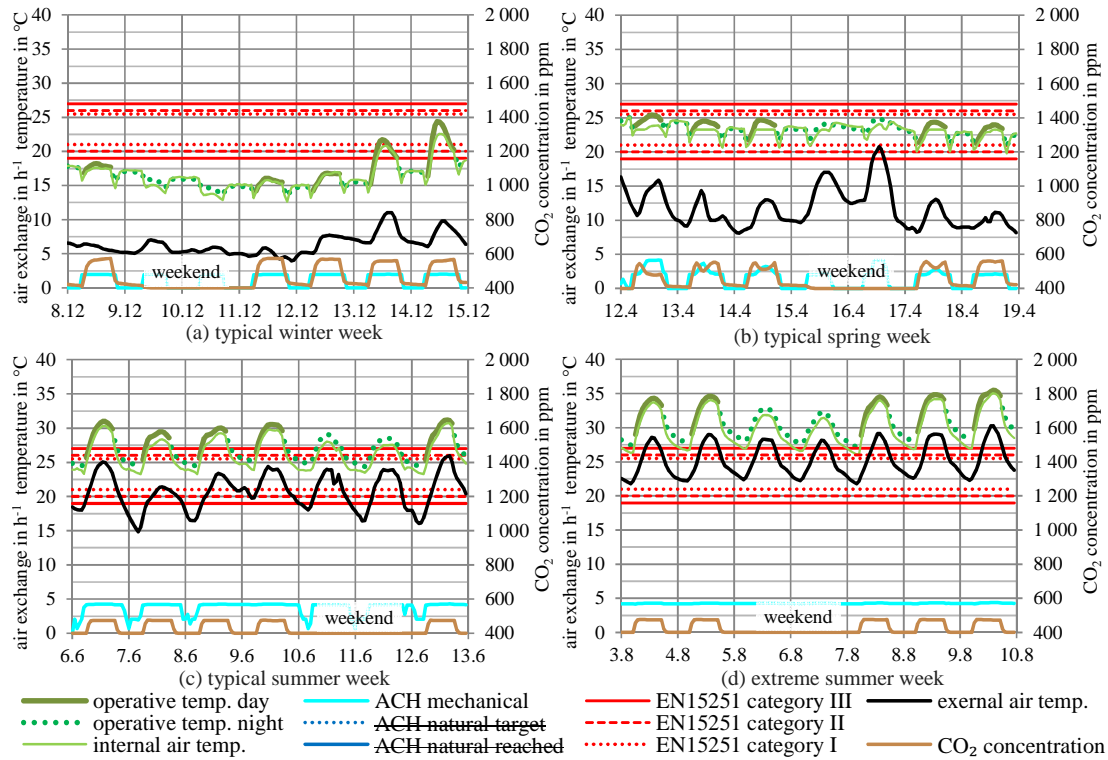 air exchange in h⁻¹ temperature in °C
40
35
30
25
20
15
10
5
0
2 000
1 800
1 600
1 400
1 200
1 000
800
600
400
CO₂ concentration in ppm
weekend
8.12 9.12 10.12 11.12 12.12 13.12 14.12 15.12
(a) typical winter week
air exchange in h⁻¹ temperature in °C
40
35
30
25
20
15
10
5
0
2 000
1 800
1 600
1 400
1 200
1 000
800
600
400
CO₂ concentration in ppm
weekend
12.4 13.4 14.4 15.4 16.4 17.4 18.4 19.4
(b) typical spring week
air exchange in h⁻¹ temperature in °C
40
35
30
25
20
15
10
5
0
2 000
1 800
1 600
1 400
1 200
1 000
800
600
400
CO₂ concentration in ppm
weekend
6.6 7.6 8.6 9.6 10.6 11.6 12.6 13.6
(c) typical summer week
air exchange in h⁻¹ temperature in °C
40
35
30
25
20
15
10
5
0
2 000
1 800
1 600
1 400
1 200
1 000
800
600
400
CO₂ concentration in ppm
weekend
3.8 4.8 5.8 6.8 7.8 8.8 9.8 10.8
(d) extreme summer week
operative temp. day
operative temp. night
internal air temp.
ACH mechanical
ACH natural target
ACH natural reached
EN15251 category III
EN15251 category II
EN15251 category I
exernal air temp.
CO₂ concentration